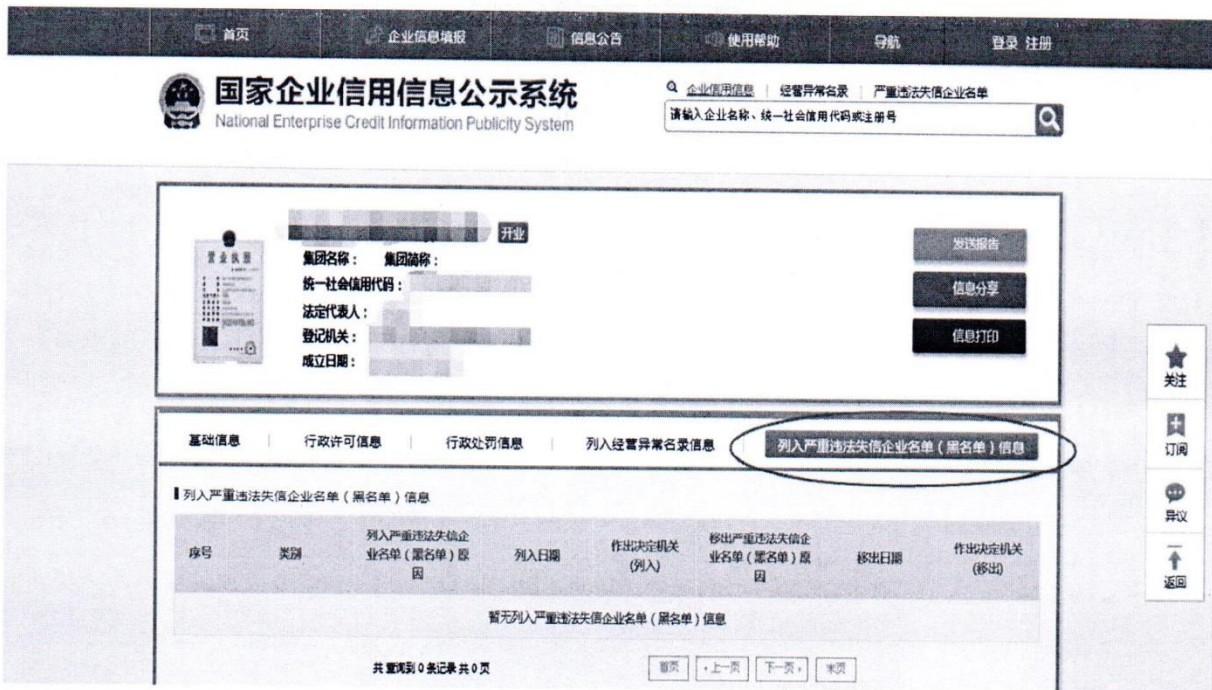 首页 企业信息填报 信息公告 使用帮助 导航 登录 注册
国家企业信用信息公示系统
National Enterprise Credit Information Publicity System
企业信用信息 | 经营异常名录 | 严重违法失信企业名单
请输入企业名称、统一社会信用代码或注册号
开业
集团名称： 集团简称：
统一社会信用代码：
法定代表人：
登记机关：
成立日期：
营业执照
发送报告
信息分享
信息打印
关注
订阅
异议
返回
基础信息 | 行政许可信息 | 行政处罚信息 | 列入经营异常名录信息 | 列入严重违法失信企业名单（黑名单）信息
列入严重违法失信企业名单（黑名单）信息
序号 类别 列入严重违法失信企业名单（黑名单）原因 列入日期 作出决定机关(列入) 移出严重违法失信企业名单（黑名单）原因 移出日期 作出决定机关(移出)
暂无列入严重违法失信企业名单（黑名单）信息
共查询到 0 条记录 共 0 页 首页 上一页 下一页 末页